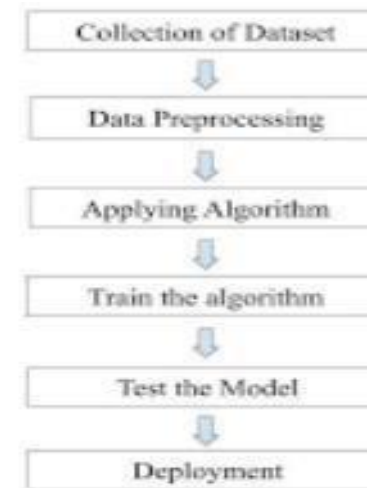 Collection of Dataset
Data Preprocessing
Applying Algorithm
Train the algorithm
Test the Model
Deployment